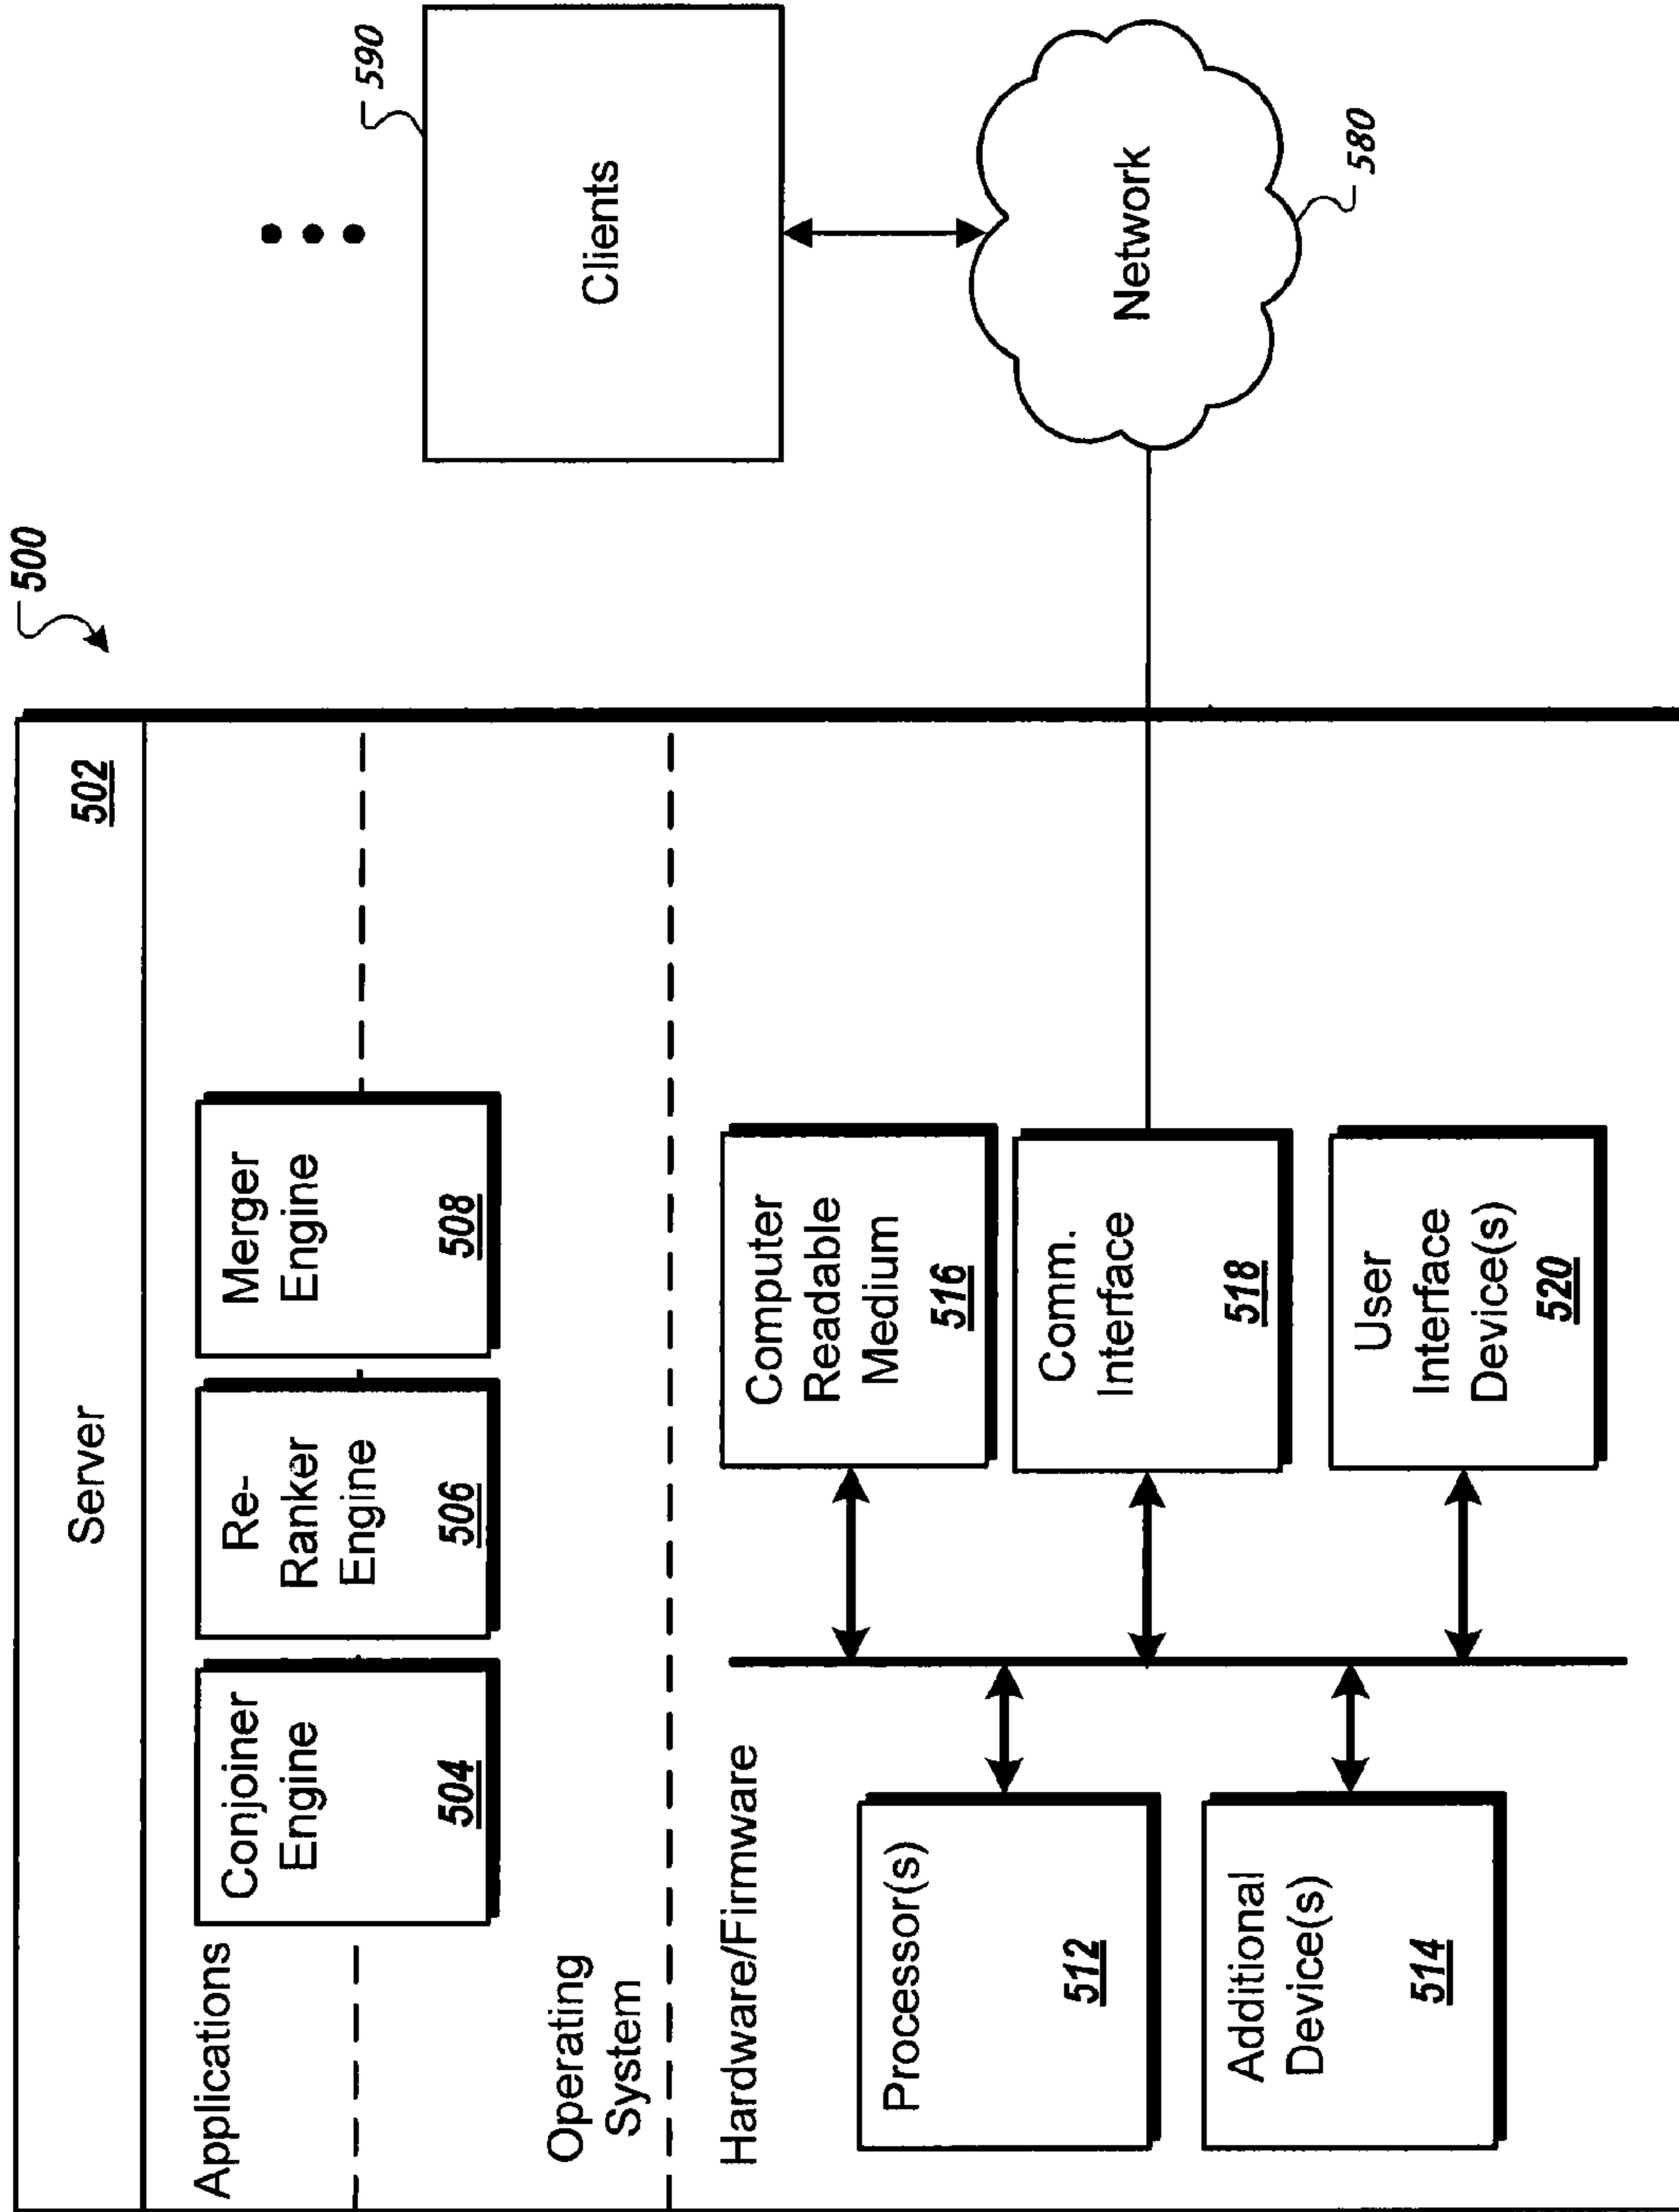 500
Server
502
Applications
Conjoiner
Engine
504
Re-
Ranker
Engine
506
Merger
Engine
508
Operating
System
Hardware/Firmware
Processor(s)
512
Additional
Device(s)
514
Computer
Readable
Medium
516
Comm.
Interface
518
User
Interface
Device(s)
520
590
Clients
Network
580